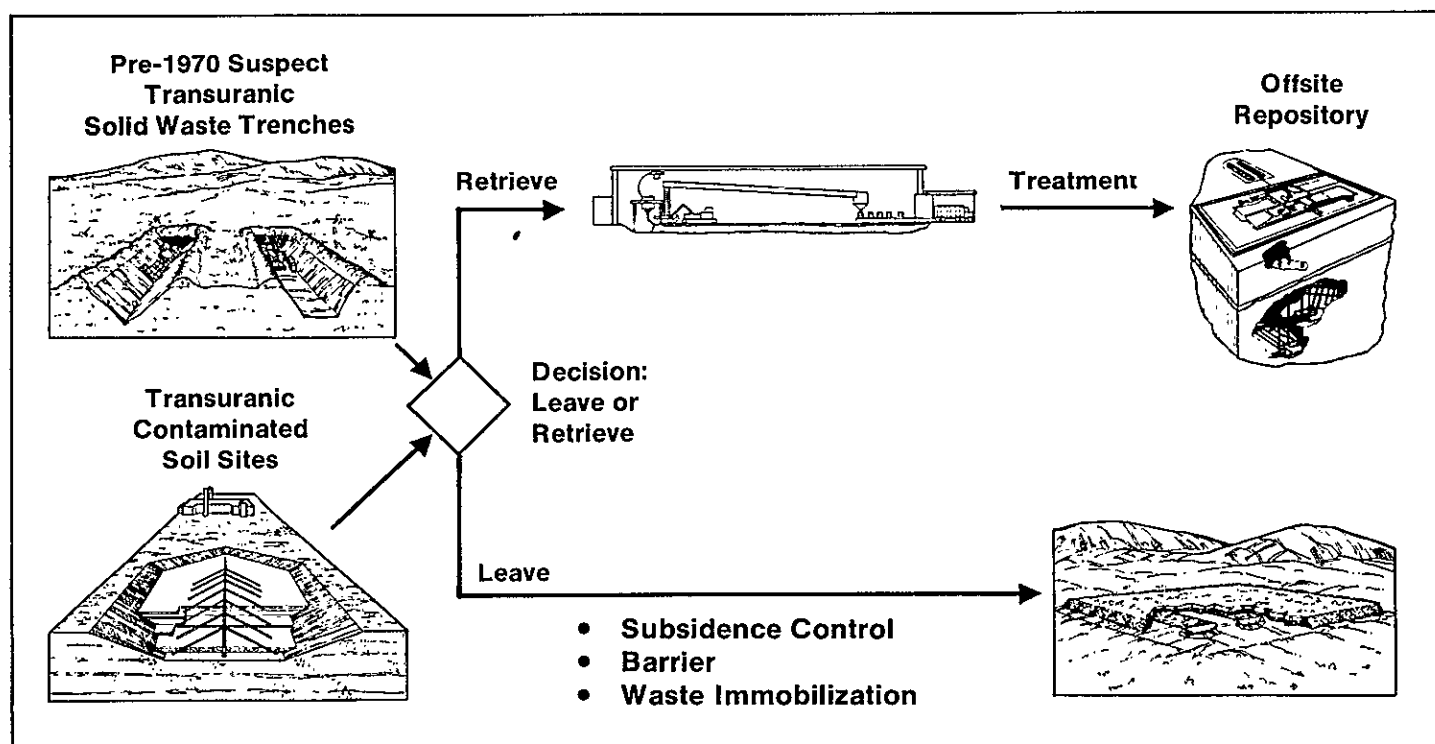 Pre-1970 Suspect
Transuranic
Solid Waste Trenches
Offsite
Repository
Retrieve
Treatment
Decision:
Leave or
Retrieve
Transuranic
Contaminated
Soil Sites
Leave
• Subsidence Control
• Barrier
• Waste Immobilization